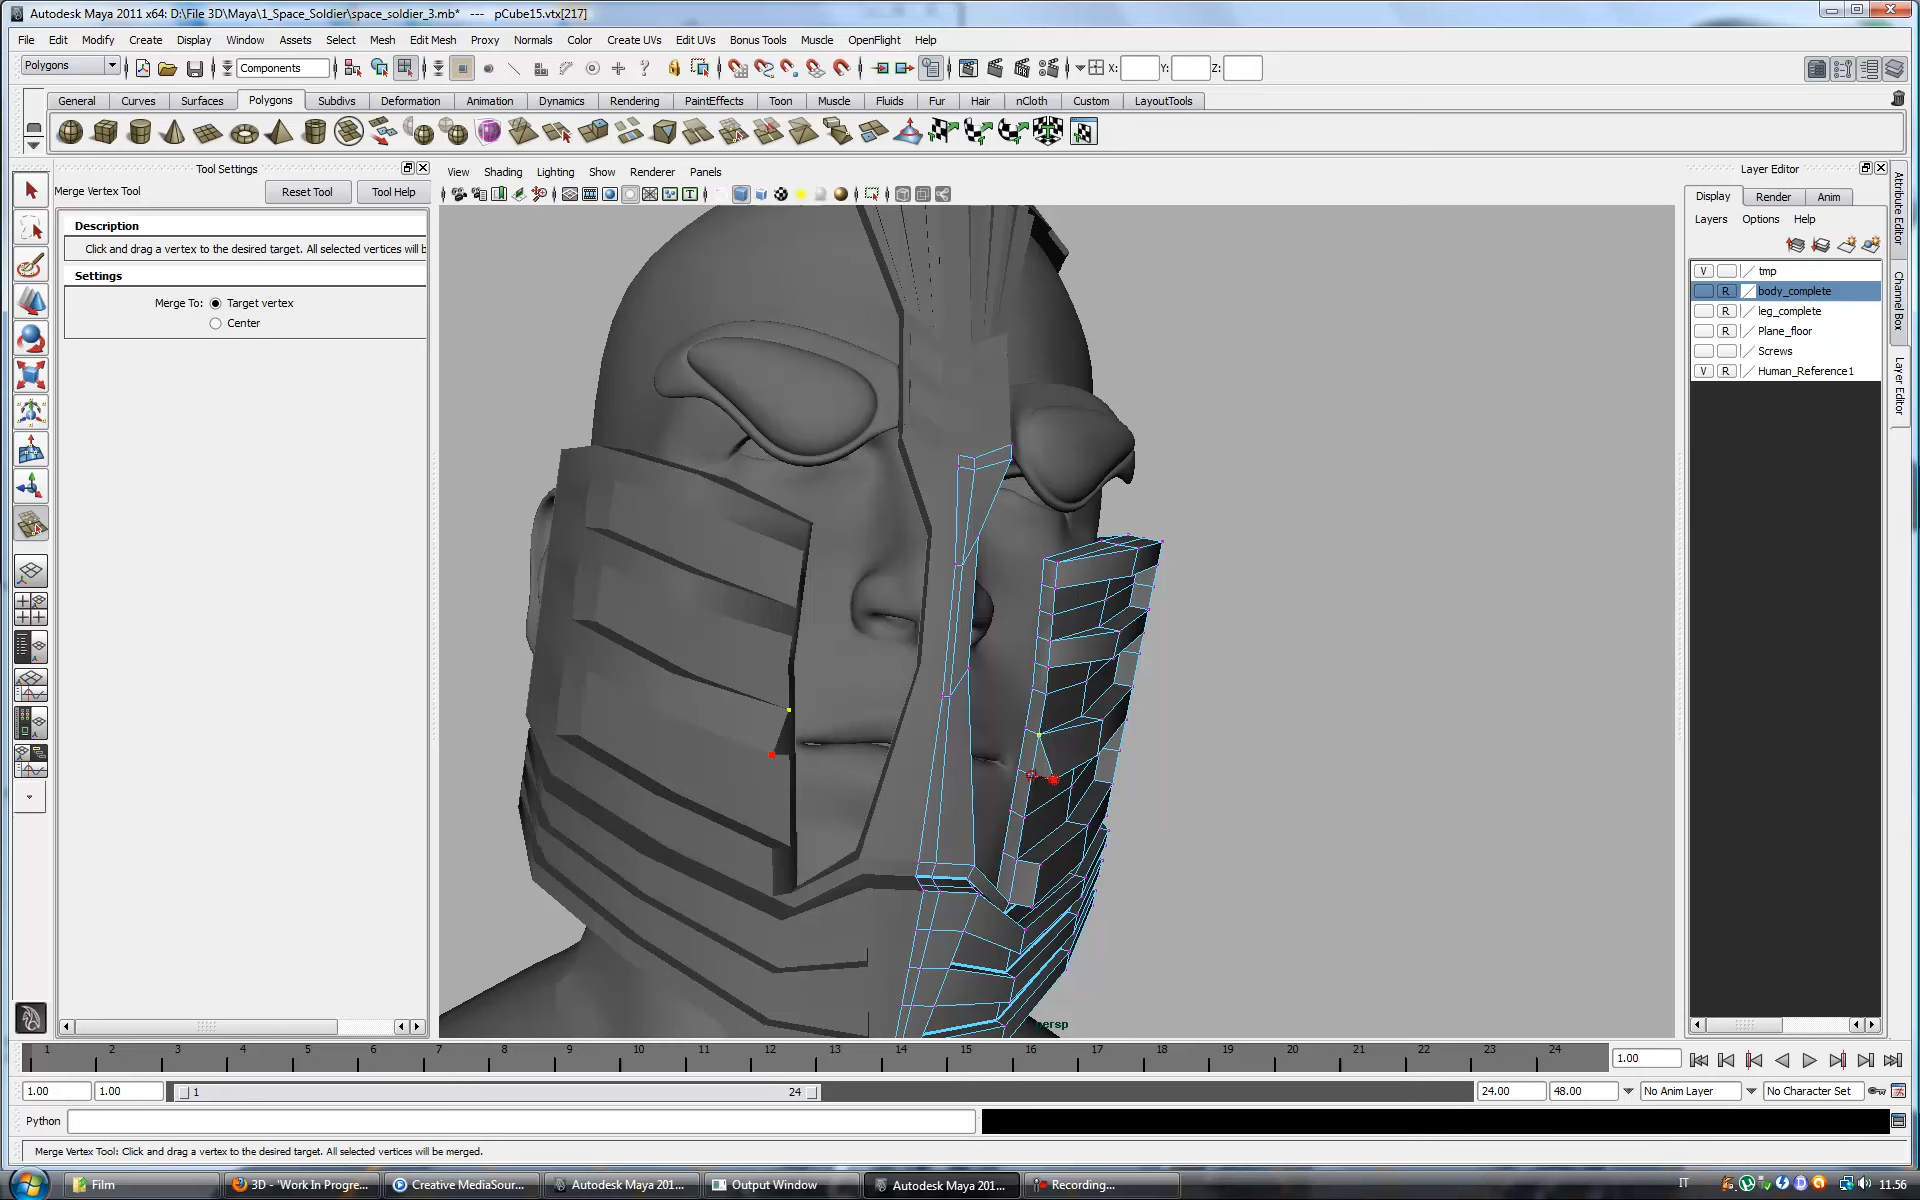 Autodesk Maya 2011 x64: D:\File 3D\Maya\1_Space_Soldier\space_soldier_3.mb*   ---   pCube15.vtx[217]
File Edit Modify Create Display Window Assets Select Mesh Edit Mesh Proxy Normals Color Create UVs Edit UVs Bonus Tools Muscle OpenFlight Help
Polygons Components X: Y: Z:
General Curves Surfaces Polygons Subdivs Deformation Animation Dynamics Rendering PaintEffects Toon Muscle Fluids Fur Hair nCloth Custom LayoutTools
Tool Settings
Merge Vertex Tool Reset Tool Tool Help
Description
Click and drag a vertex to the desired target. All selected vertices will b
Settings
Merge To: Target vertex
Center
View Shading Lighting Show Renderer Panels
persp
Layer Editor
Display Render Anim
Layers Options Help
V tmp
R body_complete
R leg_complete
R Plane_floor
Screws
V R Human_Reference1
Attribute Editor
Channel Box
Layer Editor
1 2 3 4 5 6 7 8 9 10 11 12 13 14 15 16 17 18 19 20 21 22 23 24 1.00
1.00 1.00 1 24 24.00 48.00 No Anim Layer No Character Set
Python
Merge Vertex Tool: Click and drag a vertex to the desired target. All selected vertices will be merged.
Film 3D - 'Work In Progre... Creative MediaSour... Autodesk Maya 201... Output Window Autodesk Maya 201... Recording... IT 11.56